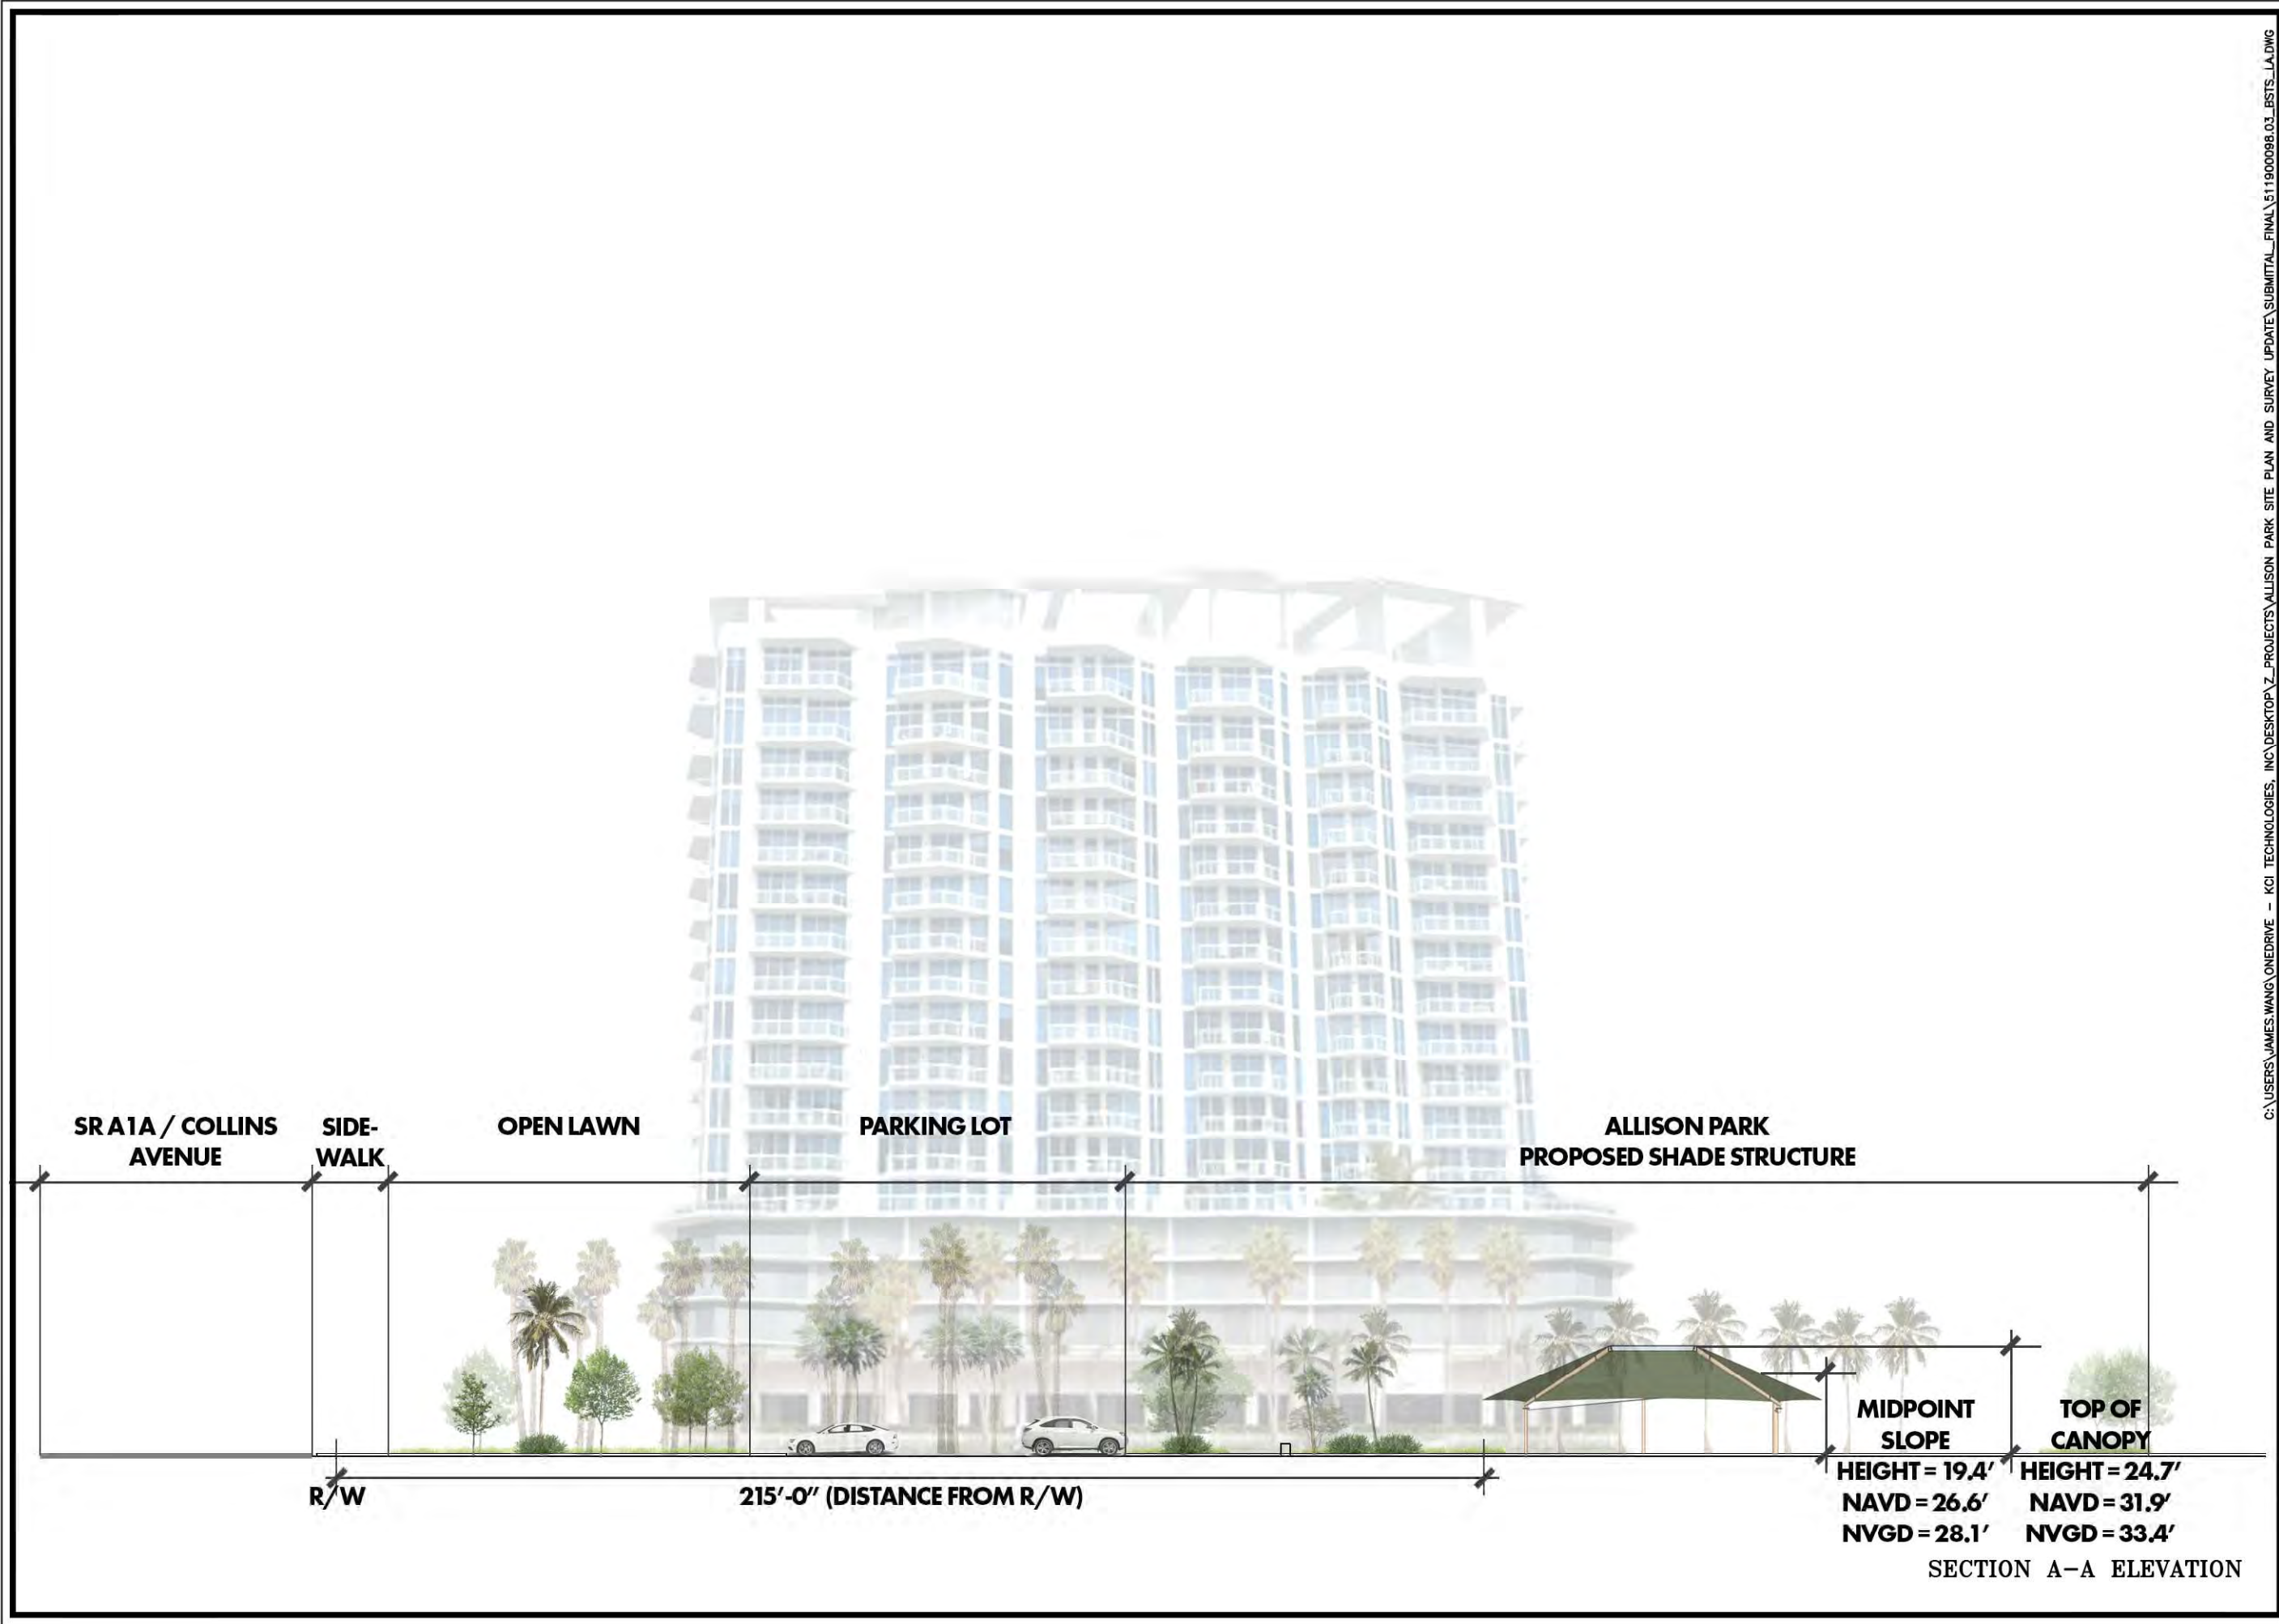 C:\USERS\JAMES.WANG\ONEDRIVE - KCI TECHNOLOGIES, INC\DESKTOP\Z_PROJECTS\ALLISON PARK SITE PLAN AND SURVEY UPDATE\SUBMITTAL_FINAL\511900098.03_BSTS_LA.DWG
SR A1A / COLLINS
AVENUE
SIDE-
WALK
OPEN LAWN
PARKING LOT
ALLISON PARK
PROPOSED SHADE STRUCTURE
MIDPOINT
SLOPE
HEIGHT = 19.4'
NAVD = 26.6'
NVGD = 28.1'
TOP OF
CANOPY
HEIGHT = 24.7'
NAVD = 31.9'
NVGD = 33.4'
R/W
215'-0" (DISTANCE FROM R/W)
SECTION A-A ELEVATION